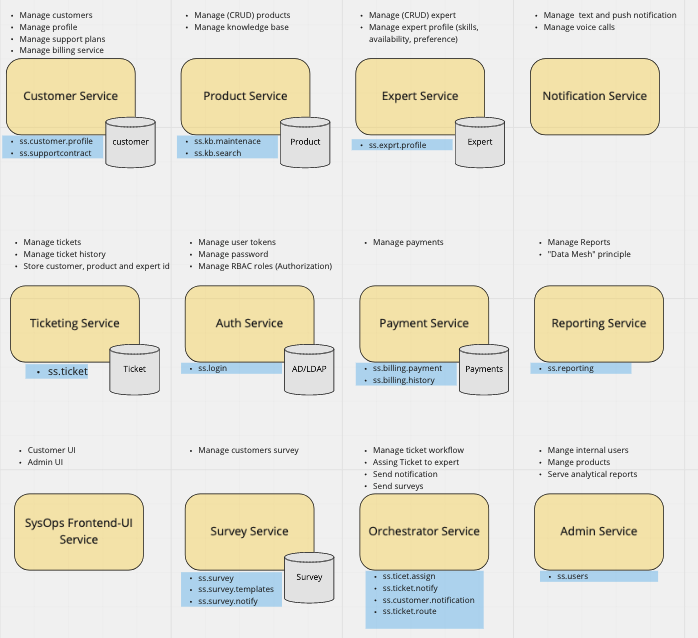 • Manage customers
• Manage profile
• Manage support plans
• Manage billing service
Customer Service
customer
• ss.customer.profile
• ss.supportcontract
• Manage (CRUD) products
• Manage knowledge base
Product Service
Product
• ss.kb.maintenace
• ss.kb.search
• Manage (CRUD) expert
• Manage expert profile (skills,
availability, preference)
Expert Service
Expert
• ss.exprt.profile
• Manage text and push notification
• Manage voice calls
Notification Service
• Manage tickets
• Manage ticket history
• Store customer, product and expert id
Ticketing Service
Ticket
• ss.ticket
• Manage user tokens
• Manage password
• Manage RBAC roles (Authorization)
Auth Service
AD/LDAP
• ss.login
• Manage payments
Payment Service
Payments
• ss.billing.payment
• ss.billing.history
• Manage Reports
• "Data Mesh" principle
Reporting Service
• ss.reporting
• Customer UI
• Admin UI
SysOps Frontend-UI
Service
• Manage customers survey
Survey Service
Survey
• ss.survey
• ss.survey.templates
• ss.survey.notify
• Manage ticket workflow
• Assing Ticket to expert
• Send notification
• Send surveys
Orchestrator Service
• ss.ticet.assign
• ss.ticket.notify
• ss.customer.notification
• ss.ticket.route
• Mange internal users
• Mange products
• Serve analytical reports
Admin Service
• ss.users